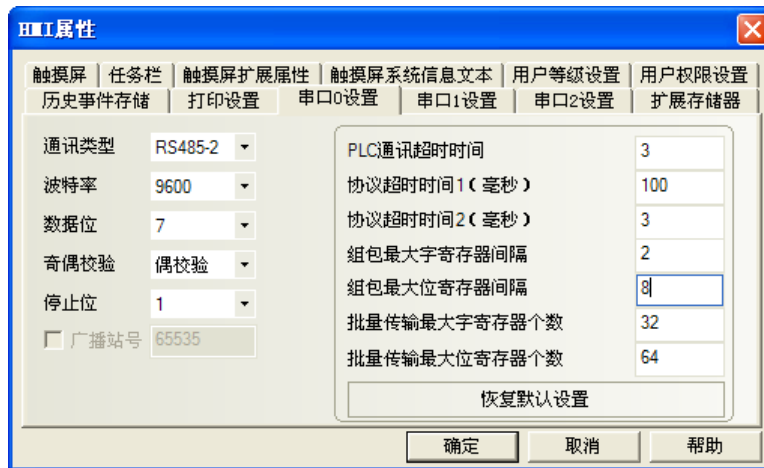 HMI属性
触摸屏 任务栏 触摸屏扩展属性 触摸屏系统信息文本 用户等级设置 用户权限设置
历史事件存储 打印设置 串口0设置 串口1设置 串口2设置 扩展存储器
通讯类型 RS485-2
波特率 9600
数据位 7
奇偶校验 偶校验
停止位 1
广播站号 65535
PLC通讯超时时间 3
协议超时时间1(毫秒) 100
协议超时时间2(毫秒) 3
组包最大字寄存器间隔 2
组包最大位寄存器间隔 8
批量传输最大字寄存器个数 32
批量传输最大位寄存器个数 64
恢复默认设置
确定 取消 帮助